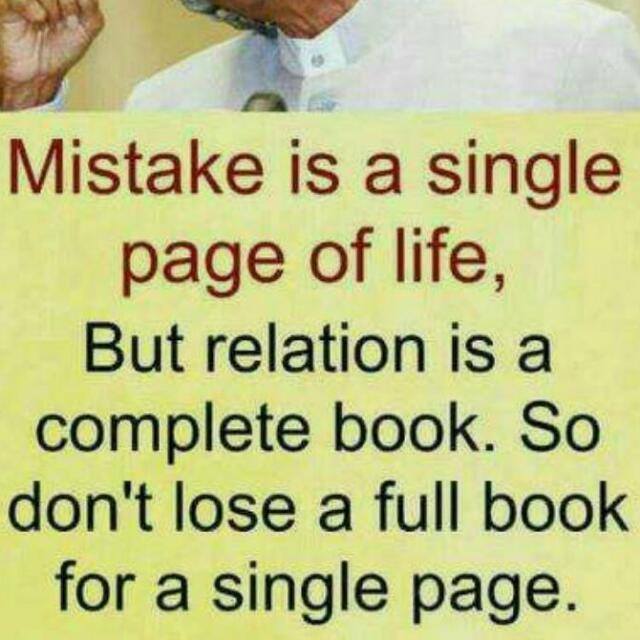 Mistake is a single
page of life,
But relation is a
complete book. So
don't lose a full book
for a single page.